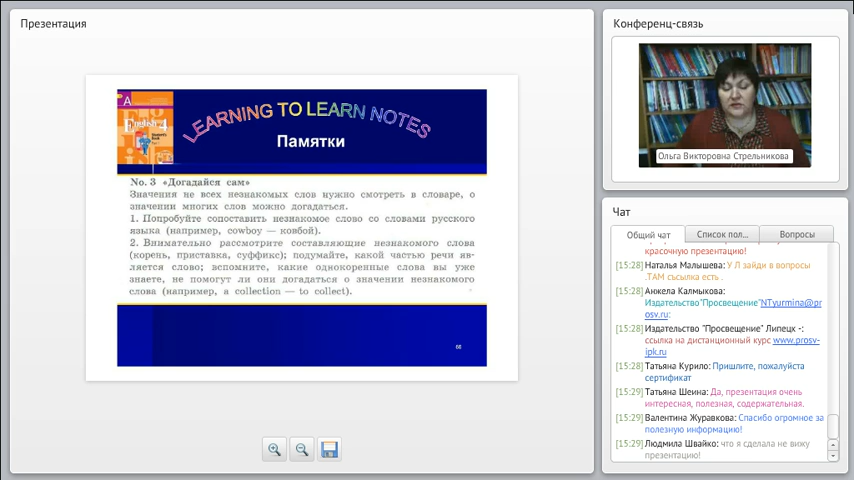 Презентация
A
English 4
LEARNING TO LEARN NOTES
Памятки
No. 3 «Догадайся сам»
Значения не всех незнакомых слов нужно смотреть в словаре, о
значении многих слов можно догадаться.
1. Попробуйте сопоставить незнакомое слово со словами русского
языка (например, cowboy — ковбой).
2. Внимательно рассмотрите составляющие незнакомого слова
(корень, приставка, суффикс); подумайте, какой частью речи яв-
ляется слово; вспомните, какие однокоренные слова вы уже
знаете, не помогут ли они догадаться о значении незнакомого
слова (например, a collection — to collect).
66
Конференц-связь
Ольга Викторовна Стрельникова
Чат
Общий чат
Список пол...
Вопросы
красочную презентацию!
[15:28] Наталья Малышева: У Л зайди в вопросы
.ТАМ съсылка есть .
[15:28] Анжела Калмыкова:
Издательство"Просвещение"NTyurmina@pr
osv.ru:
[15:28] Издательство "Просвещение" Липецк -:
ссылка на дистанционный курс www.prosv-
ipk.ru
[15:28] Татьяна Курило: Пришлите, пожалуйста
сертификат
[15:29] Татьяна Шеина: Да, презентация очень
интересная, полезная, содержательная.
[15:29] Валентина Журавкова: Спасибо огромное за
полезную информацию!
[15:29] Людмила Швайко: что я сделала не вижу
презентацию!